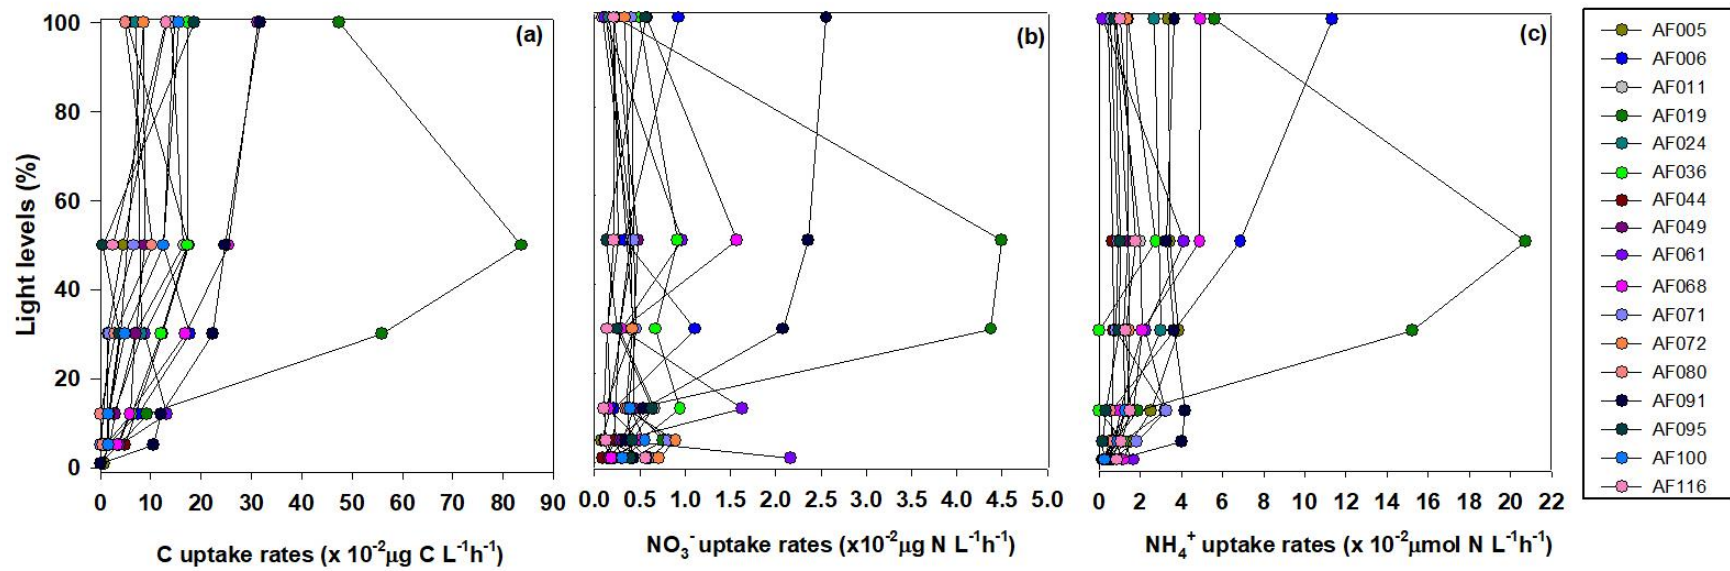 (a)
(b)
(c)
100
80
60
40
20
0
Light levels (%)
0 10 20 30 40 50 60 70 80 90
0.0 0.5 1.0 1.5 2.0 2.5 3.0 3.5 4.0 4.5 5.0
0 2 4 6 8 10 12 14 16 18 20 22
C uptake rates (x 10⁻²μg C L⁻¹h⁻¹)
NO₃⁻ uptake rates (x10⁻²μg N L⁻¹h⁻¹)
NH₄⁺ uptake rates (x 10⁻²μmol N L⁻¹h⁻¹)
AF005
AF006
AF011
AF019
AF024
AF036
AF044
AF049
AF061
AF068
AF071
AF072
AF080
AF091
AF095
AF100
AF116